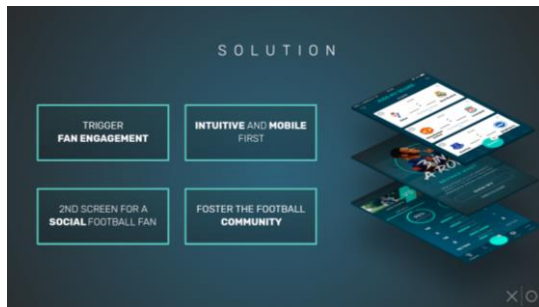 SOLUTION
TRIGGER
FAN ENGAGEMENT
INTUITIVE AND MOBILE
FIRST
2ND SCREEN FOR A
SOCIAL FOOTBALL FAN
FOSTER THE FOOTBALL
COMMUNITY